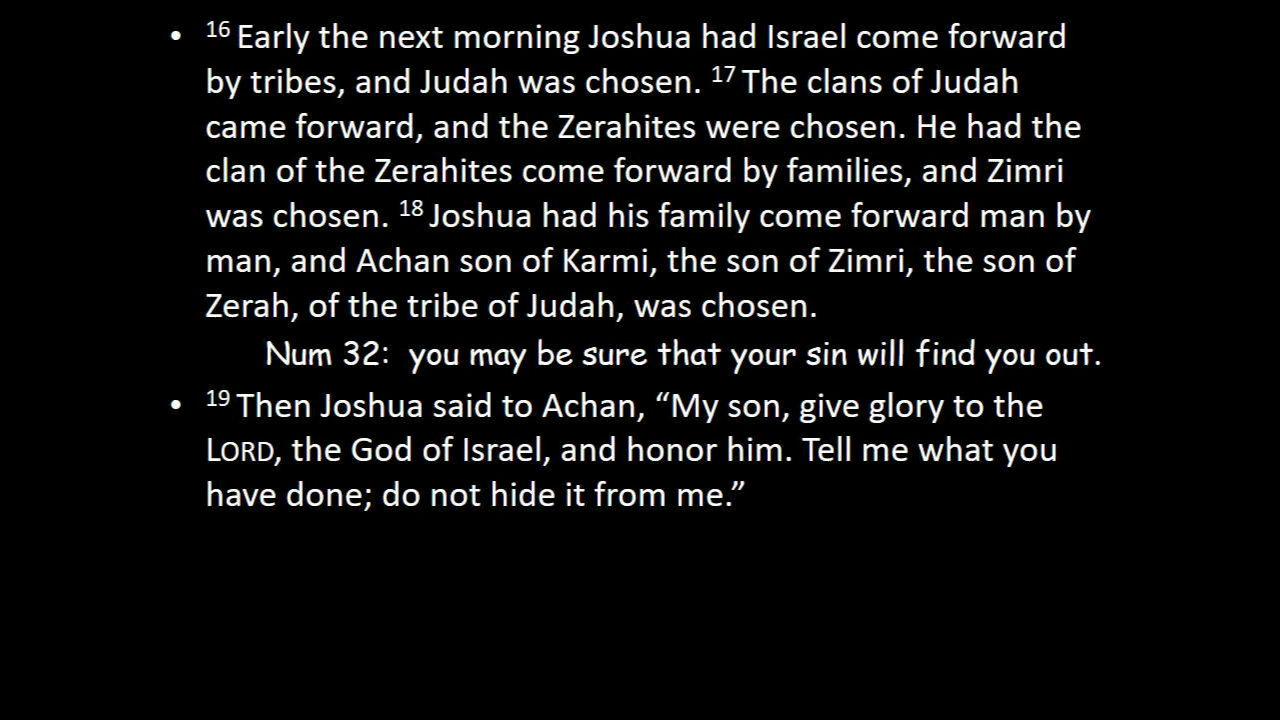 • 16 Early the next morning Joshua had Israel come forward
by tribes, and Judah was chosen. 17 The clans of Judah
came forward, and the Zerahites were chosen. He had the
clan of the Zerahites come forward by families, and Zimri
was chosen. 18 Joshua had his family come forward man by
man, and Achan son of Karmi, the son of Zimri, the son of
Zerah, of the tribe of Judah, was chosen.
Num 32: you may be sure that your sin will find you out.
• 19 Then Joshua said to Achan, “My son, give glory to the
LORD, the God of Israel, and honor him. Tell me what you
have done; do not hide it from me.”